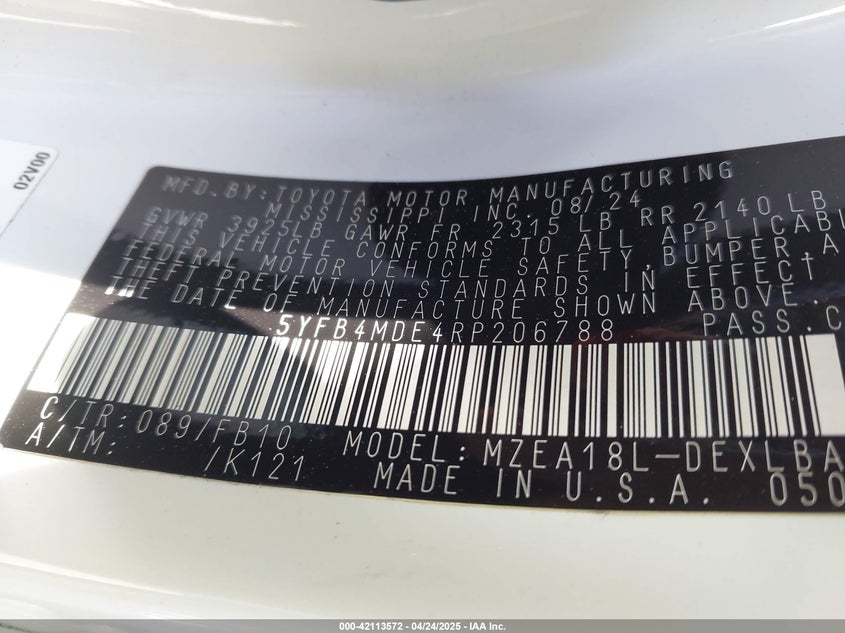 02V00
MFD. BY: TOYOTA MOTOR MANUFACTURING
MISSISSIPPI INC. 08/24
GVWR 3925LB GAWR FR 2315 LB RR 2140 LB
THIS VEHICLE CONFORMS TO ALL APPLICABL
FEDERAL MOTOR VEHICLE SAFETY, BUMPER, A
THEFT PREVENTION STANDARDS IN EFFECT
THE DATE OF MANUFACTURE SHOWN ABOVE.
5YFB4MDE4RP206788 PASS. C
C/TR: 089/FB10 MODEL: MZEA18L-DEXLBA
A/TM: /K121 MADE IN U.S.A. 050
000-42113572 / 04/24/2025 - IAA Inc.